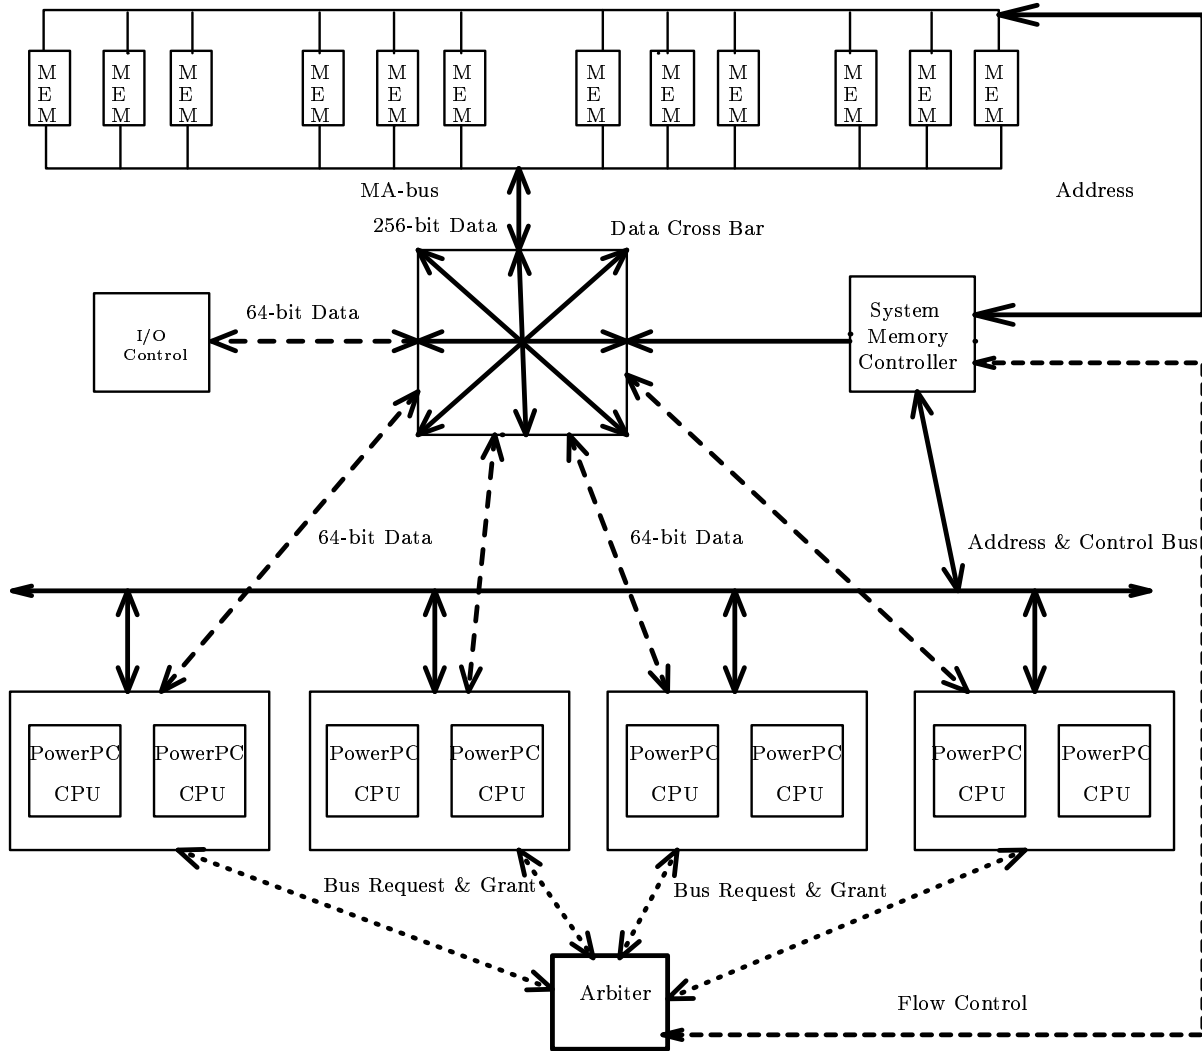 M M M M M M M M M M M M
E E E E E E E E E E E E
M M M M M M M M M M M M
MA-bus
Address
256-bit Data
Data Cross Bar
64-bit Data
I/O
Control
System
Memory
Controller
64-bit Data
64-bit Data
Address & Control Bus
PowerPC PowerPC PowerPC PowerPC PowerPC PowerPC PowerPC PowerPC
CPU CPU CPU CPU CPU CPU CPU CPU
Bus Request & Grant
Bus Request & Grant
Arbiter
Flow Control